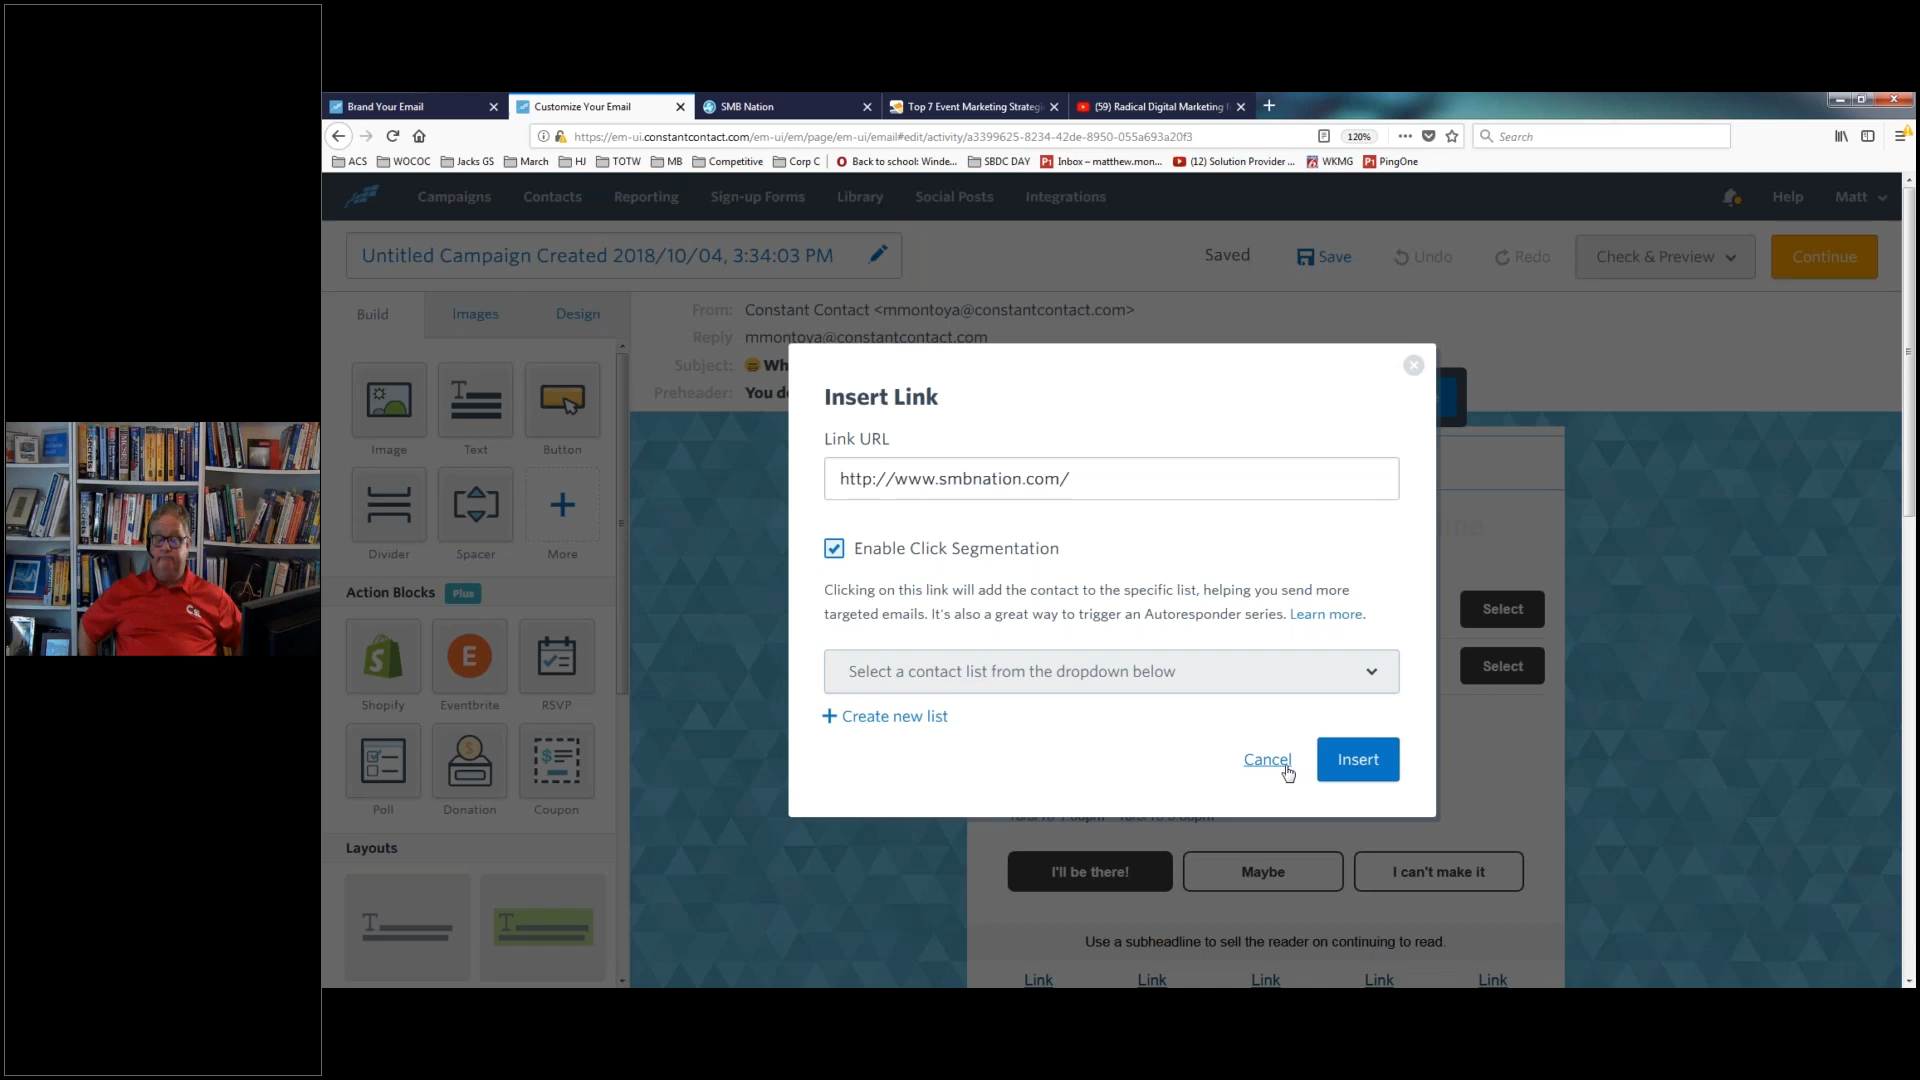 Brand Your Email
Customize Your Email
SMB Nation
Top 7 Event Marketing Strategi
(59) Radical Digital Marketing
https://em-ui.constantcontact.com/em-ui/em/page/em-ui/email#edit/activity/a3399625-8234-42de-8950-055a693a20f3
120%
Search
ACS WOCOC Jacks GS March HJ TOTW MB Competitive Corp C Back to school: Winde... SBDC DAY Inbox – matthew.mon... (12) Solution Provider ... WKMG PingOne
Campaigns Contacts Reporting Sign-up Forms Library Social Posts Integrations Help Matt
Untitled Campaign Created 2018/10/04, 3:34:03 PM
Saved Save Undo Redo Check & Preview Continue
Build Images Design
From: Constant Contact <mmontoya@constantcontact.com>
Reply mmontoya@constantcontact.com
Subject: Wh
Preheader: You d
Image Text Button
Divider Spacer More
Action Blocks Plus
Shopify Eventbrite RSVP
Poll Donation Coupon
Layouts
Insert Link
Link URL
http://www.smbnation.com/
Enable Click Segmentation
Clicking on this link will add the contact to the specific list, helping you send more
targeted emails. It's also a great way to trigger an Autoresponder series. Learn more.
Select a contact list from the dropdown below
Create new list
Cancel Insert
Select
Select
I'll be there! Maybe I can't make it
Use a subheadline to sell the reader on continuing to read.
Link Link Link Link Link